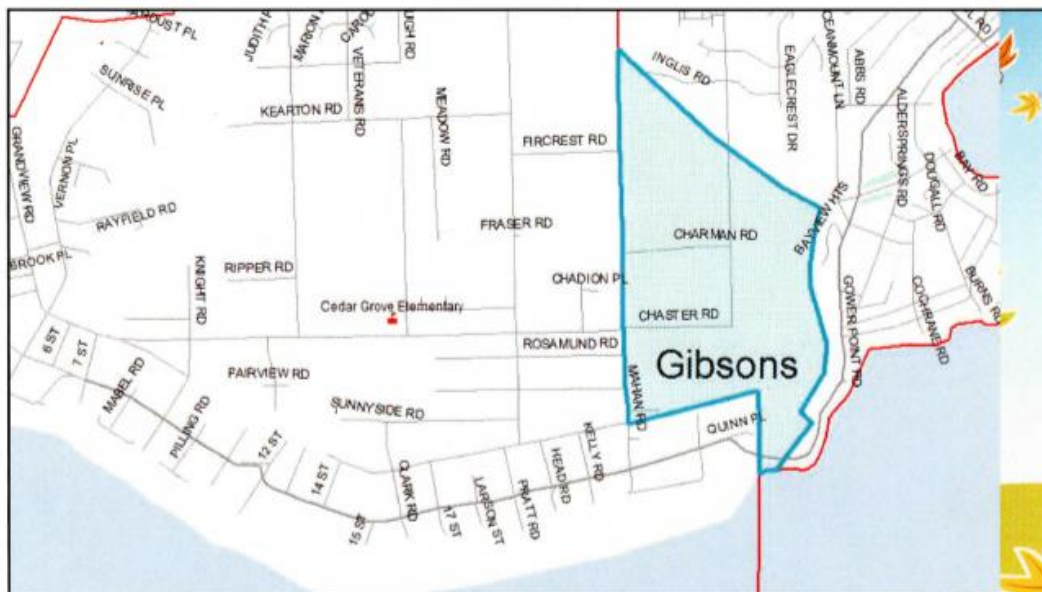 SUNRISE PL
JUDITH
MARION
VETERANS RD
KEARTON RD
MEADOW RD
FIRCREST RD
INGLIS RD
EAGLECREST DR
ABBS RD
ALDERSPRINGS RD
DOUGALL RD
BAY RD
GRANDVIEW RD
VERNON PL
RAYFIELD RD
FRASER RD
CHARMAN RD
BAYVIEW HTS
BROOK PL
KNIGHT RD
RIPPER RD
CHADION PL
GOWER POINT RD
COCHRANE RD
BURNS RD
Cedar Grove Elementary
CHASTER RD
6 ST
7 ST
ROSAMUND RD
Gibsons
MABEL RD
FAIRVIEW RD
MAHAN RD
PILLING RD
SUNNYSIDE RD
QUINN PL
12 ST
14 ST
15 ST
CLARK RD
17 ST
LARSON ST
PRATT RD
HEAD RD
KELLY RD